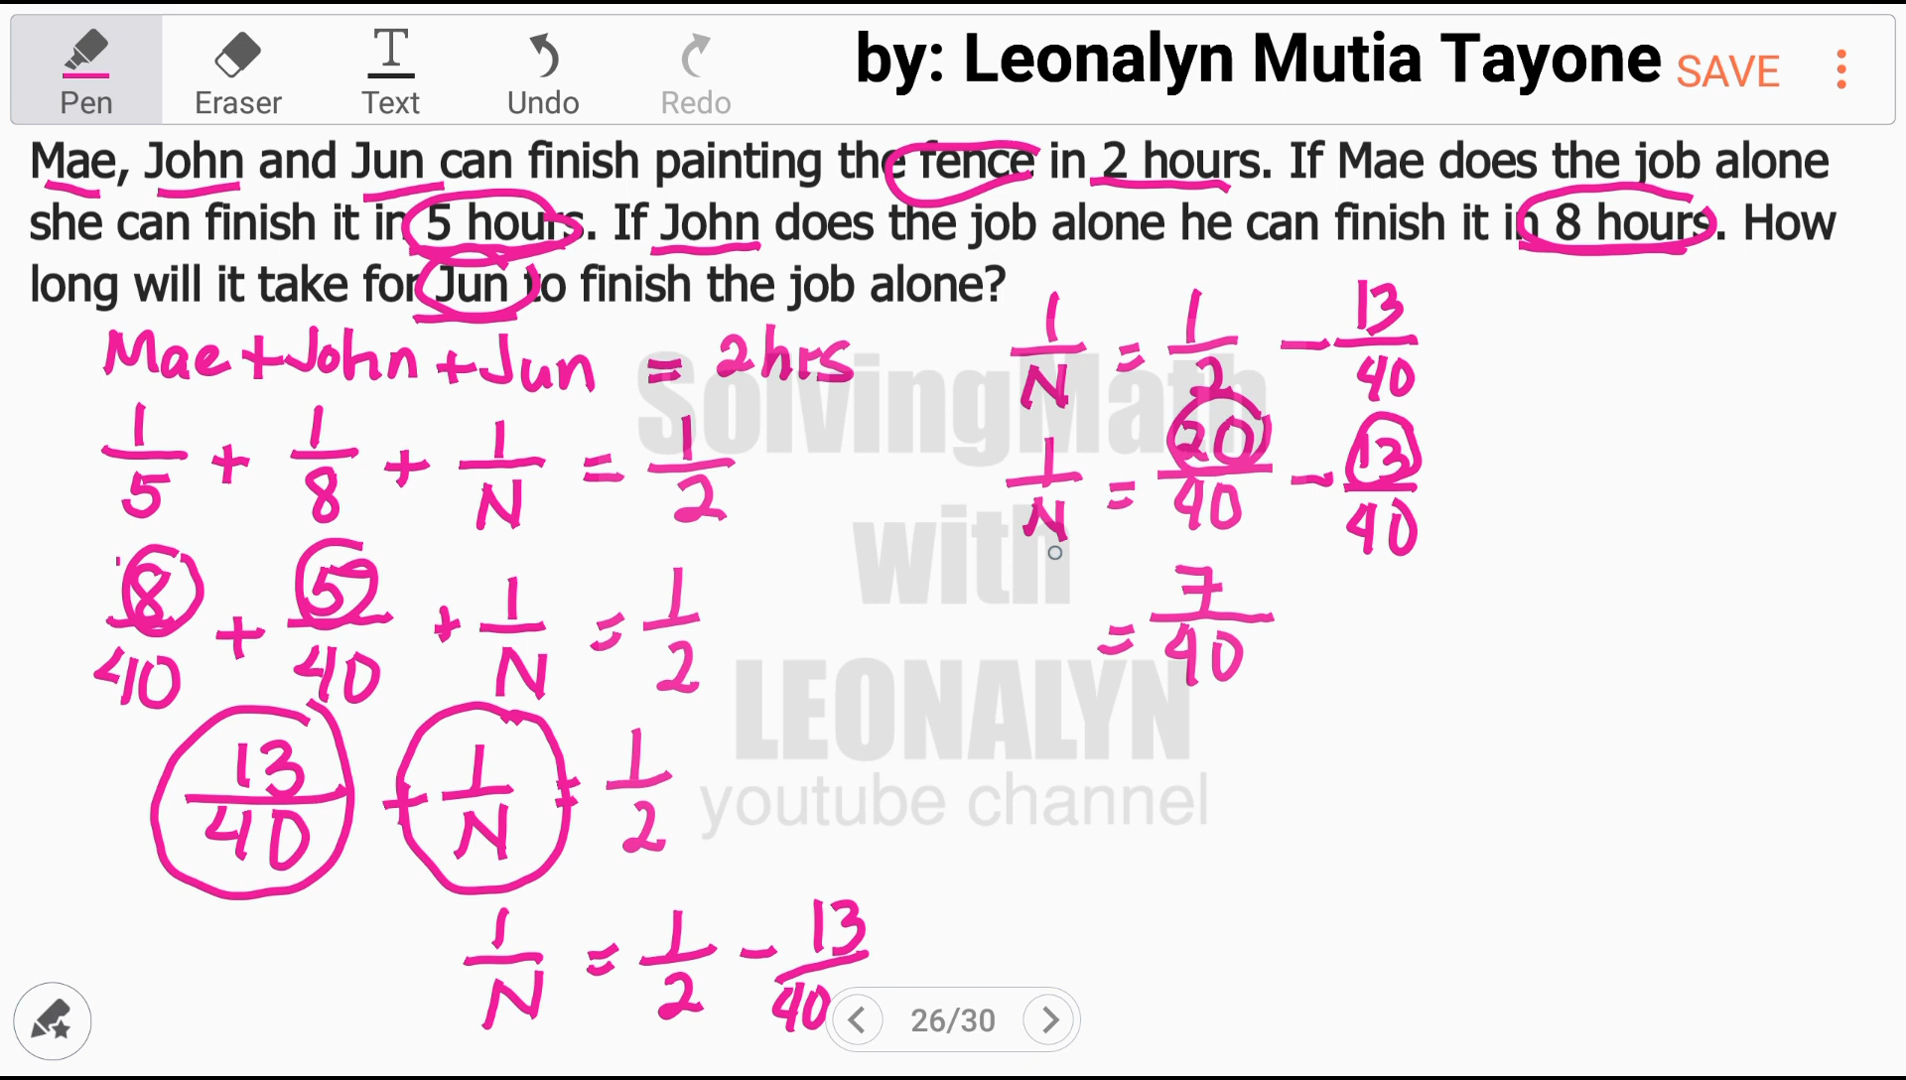 Pen Eraser Text Undo Redo by: Leonalyn Mutia Tayone SAVE
Mae, John and Jun can finish painting the fence in 2 hours. If Mae does the job alone
she can finish it in 5 hours. If John does the job alone he can finish it in 8 hours. How
long will it take for Jun to finish the job alone?
Mae + John + Jun = 2 hrs
1/5 + 1/8 + 1/N = 1/2
8/40 + 5/40 + 1/N = 1/2
13/40 + 1/N = 1/2
1/N = 1/2 - 13/40
1/N = 1/2 - 13/40
1/N = 20/40 - 13/40
= 7/40
SolvingMath
with
LEONALYN
youtube channel
26/30